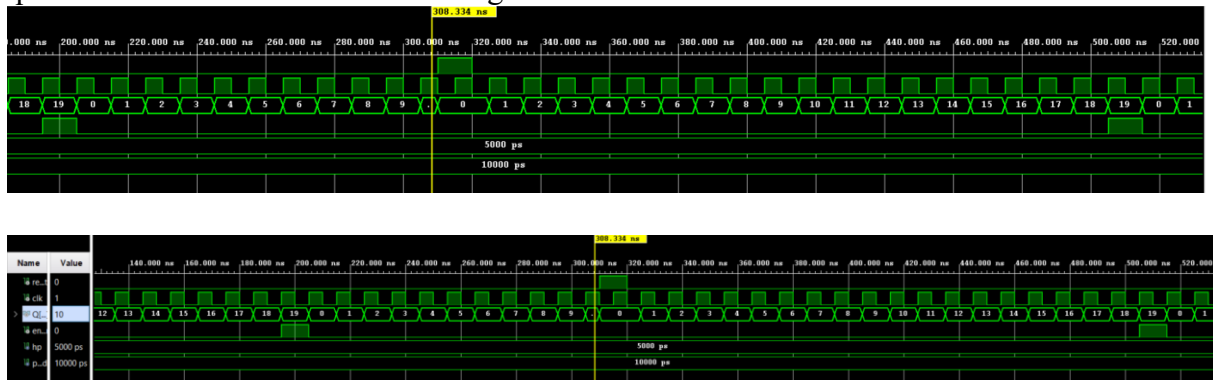 308.334 ns
.000 ns 200.000 ns 220.000 ns 240.000 ns 260.000 ns 280.000 ns 300.000 ns 320.000 ns 340.000 ns 360.000 ns 380.000 ns 400.000 ns 420.000 ns 440.000 ns 460.000 ns 480.000 ns 500.000 ns 520.000
18 19 0 1 2 3 4 5 6 7 8 9 . 0 1 2 3 4 5 6 7 8 9 10 11 12 13 14 15 16 17 18 19 0 1
5000 ps
10000 ps
308.334 ns
Name Value 140.000 ns 160.000 ns 180.000 ns 200.000 ns 220.000 ns 240.000 ns 260.000 ns 280.000 ns 300.000 ns 320.000 ns 340.000 ns 360.000 ns 380.000 ns 400.000 ns 420.000 ns 440.000 ns 460.000 ns 480.000 ns 500.000 ns 520.000
re...t 0
clk 1
> Q[... 10 12 13 14 15 16 17 18 19 0 1 2 3 4 5 6 7 8 9 . 0 1 2 3 4 5 6 7 8 9 10 11 12 13 14 15 16 17 18 19 0 1
en... 0
hp 5000 ps 5000 ps
p...d 10000 ps 10000 ps